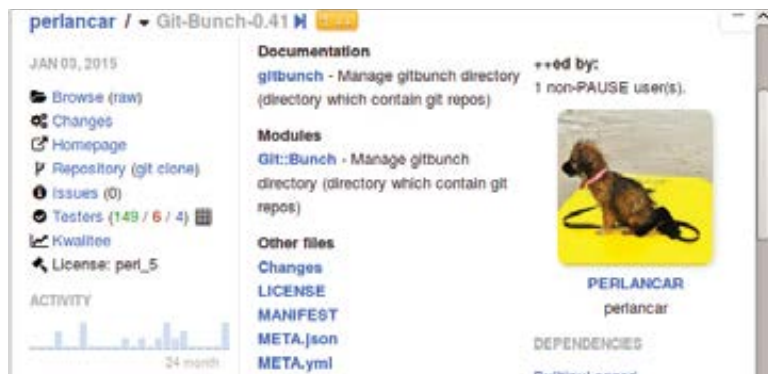 perlancar / Git-Bunch-0.41
JAN 03, 2015
Browse (raw)
Changes
Homepage
Repository (git clone)
Issues (0)
Testers (149 / 6 / 4)
Kwalitee
License: perl_5
ACTIVITY
24 month
Documentation
gitbunch - Manage gitbunch directory
(directory which contain git repos)
Modules
Git::Bunch - Manage gitbunch
directory (directory which contain git
repos)
Other files
Changes
LICENSE
MANIFEST
META.json
META.yml
++ed by:
1 non-PAUSE user(s).
PERLANCAR
perlancar
DEPENDENCIES